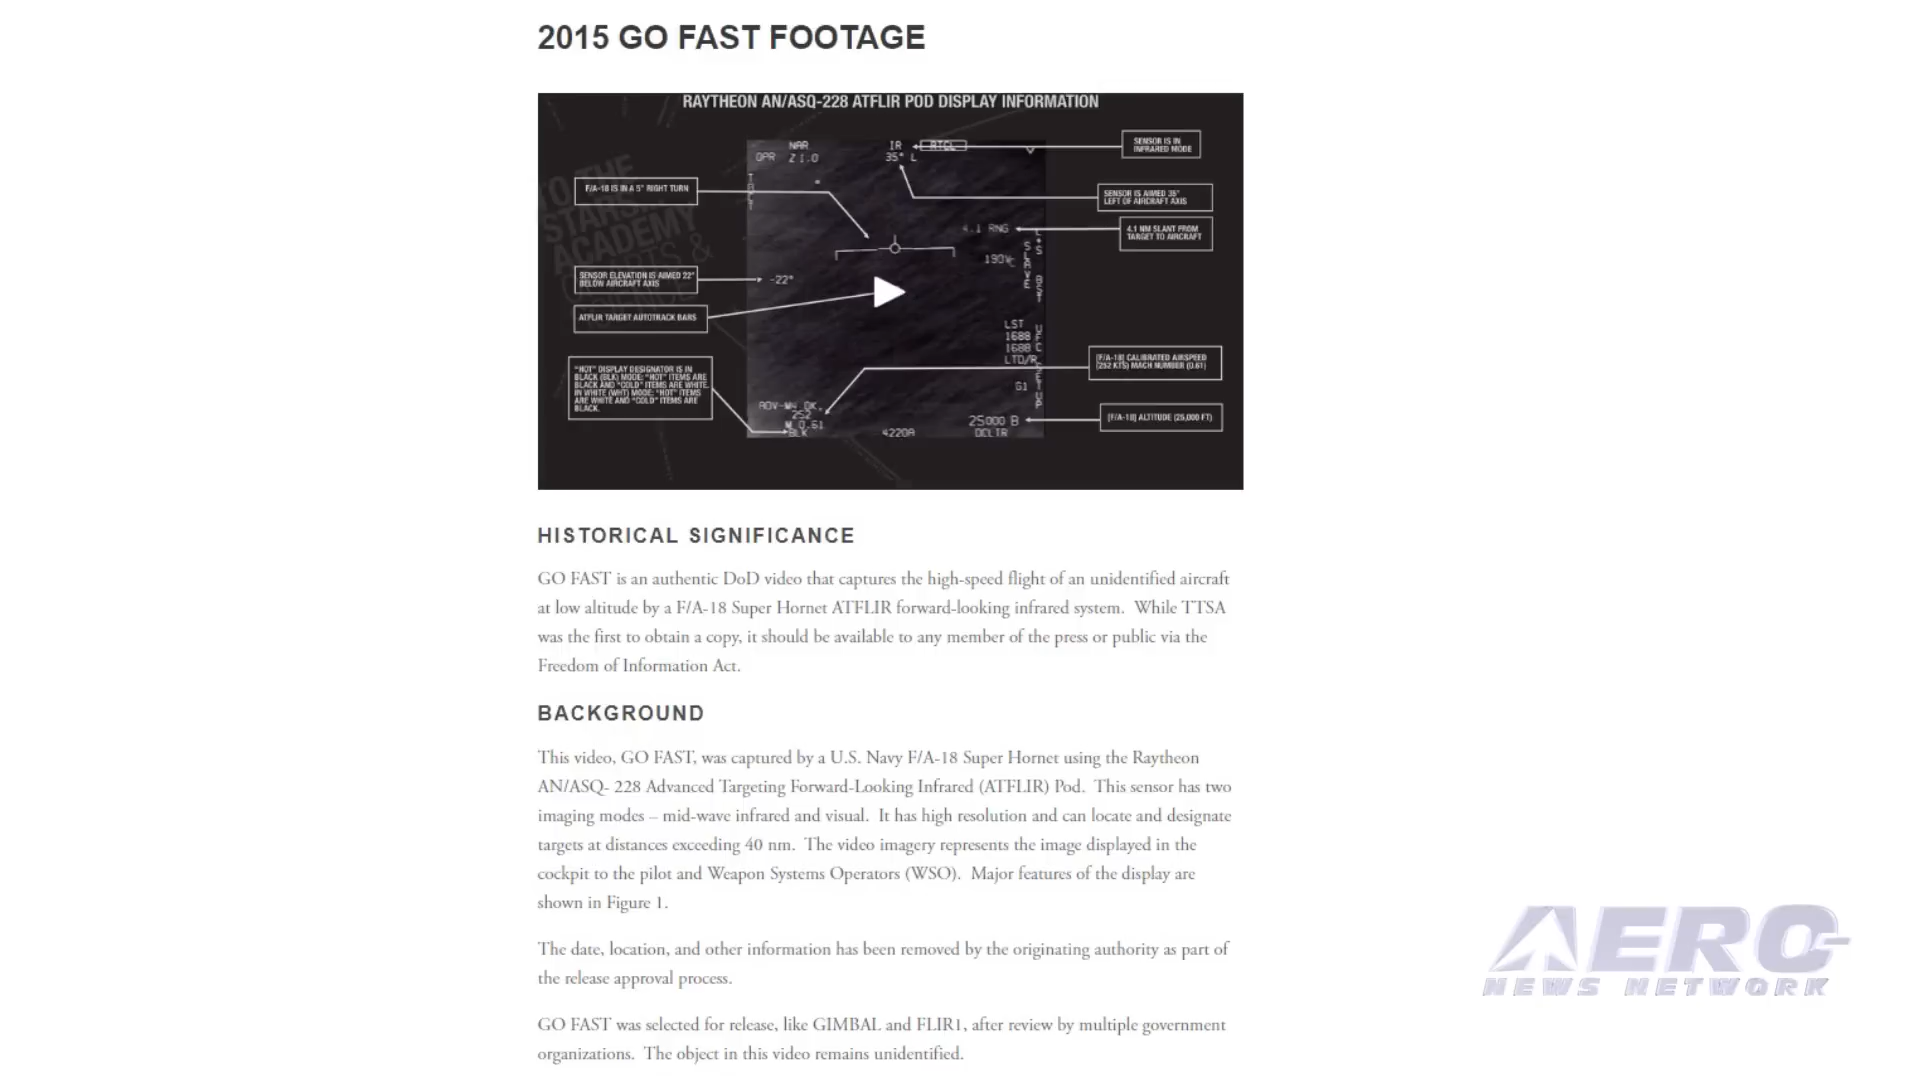 2015 GO FAST FOOTAGE
RAYTHEON AN/ASQ-228 ATFLIR POD DISPLAY INFORMATION
NAR
OPR Z 1.0
IR RTCL
35° L
SENSOR IS IN
INFRARED MODE
F/A-18 IS IN A 5° RIGHT TURN
SENSOR IS AIMED 35°
LEFT OF AIRCRAFT AXIS
TO THE
STARS
ACADEMY
4.1 RNG
4.1 NM SLANT FROM
TARGET TO AIRCRAFT
SENSOR ELEVATION IS AIMED 22°
BELOW AIRCRAFT AXIS
-22°
ATFLIR TARGET AUTOTRACK BARS
LST
1688
1688
LTD/R
G1
[F/A-18] CALIBRATED AIRSPEED
(252 KTS) MACH NUMBER (0.61)
"HOT" DISPLAY DESIGNATOR IS IN
BLACK (BLK) MODE: "HOT" ITEMS ARE
BLACK AND "COLD" ITEMS ARE WHITE.
IN WHITE (WHT) MODE: "HOT" ITEMS
ARE WHITE AND "COLD" ITEMS ARE
BLACK.
252
M 0.61
BLK
4220A
25000 B
DCLTR
[F/A-18] ALTITUDE (25,000 FT)
HISTORICAL SIGNIFICANCE
GO FAST is an authentic DoD video that captures the high-speed flight of an unidentified aircraft
at low altitude by a F/A-18 Super Hornet ATFLIR forward-looking infrared system. While TTSA
was the first to obtain a copy, it should be available to any member of the press or public via the
Freedom of Information Act.
BACKGROUND
This video, GO FAST, was captured by a U.S. Navy F/A-18 Super Hornet using the Raytheon
AN/ASQ- 228 Advanced Targeting Forward-Looking Infrared (ATFLIR) Pod. This sensor has two
imaging modes – mid-wave infrared and visual. It has high resolution and can locate and designate
targets at distances exceeding 40 nm. The video imagery represents the image displayed in the
cockpit to the pilot and Weapon Systems Operators (WSO). Major features of the display are
shown in Figure 1.
The date, location, and other information has been removed by the originating authority as part of
the release approval process.
GO FAST was selected for release, like GIMBAL and FLIR1, after review by multiple government
organizations. The object in this video remains unidentified.
AERO
NEWS NETWORK